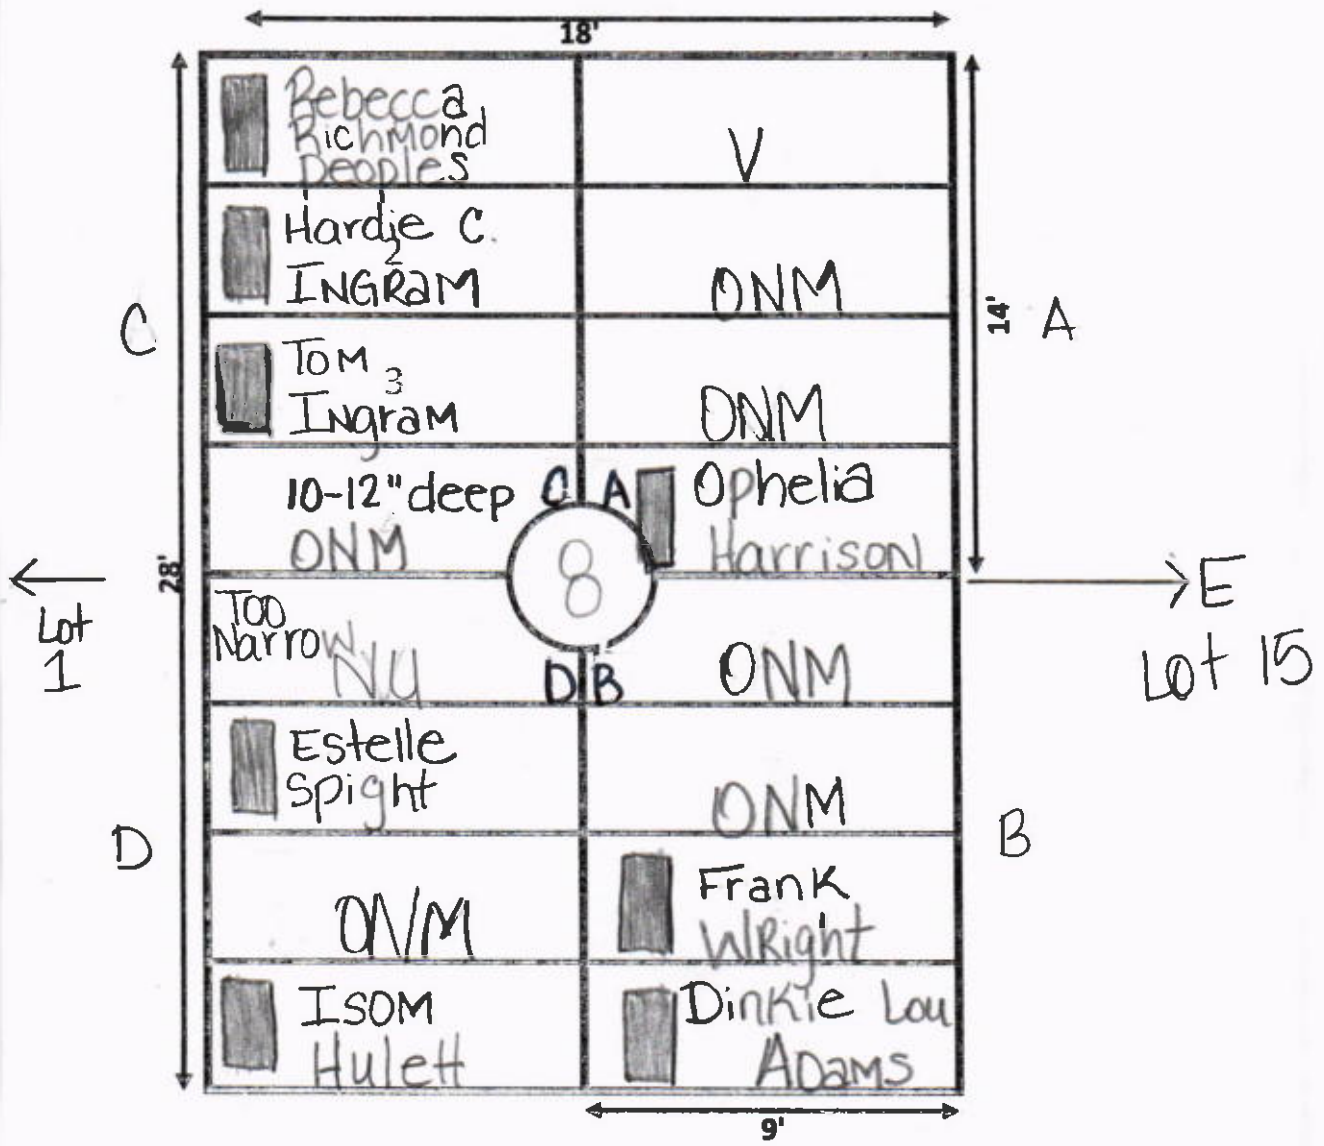 18'
Rebecca
Richmond
Peoples
V
Hardie C.
2
INGRaM
ONM
C
14'
A
TOM
3
INgraM
ONM
10-12" deep
ONM
C A
Ophelia
Harrison
28'
8
E
Lot
1
Lot 15
TOO
Narrow
NU
D B
ONM
Estelle
Spight
ONM
D
B
ONM
Frank
WRight
ISOM
Hulett
Dinkie Lou
ADams
9'